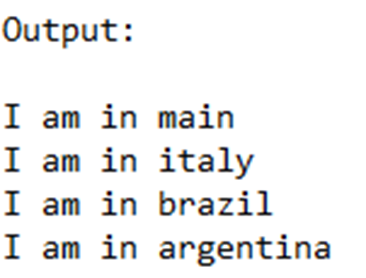 Output:
I am in main
I am in italy
I am in brazil
I am in argentina